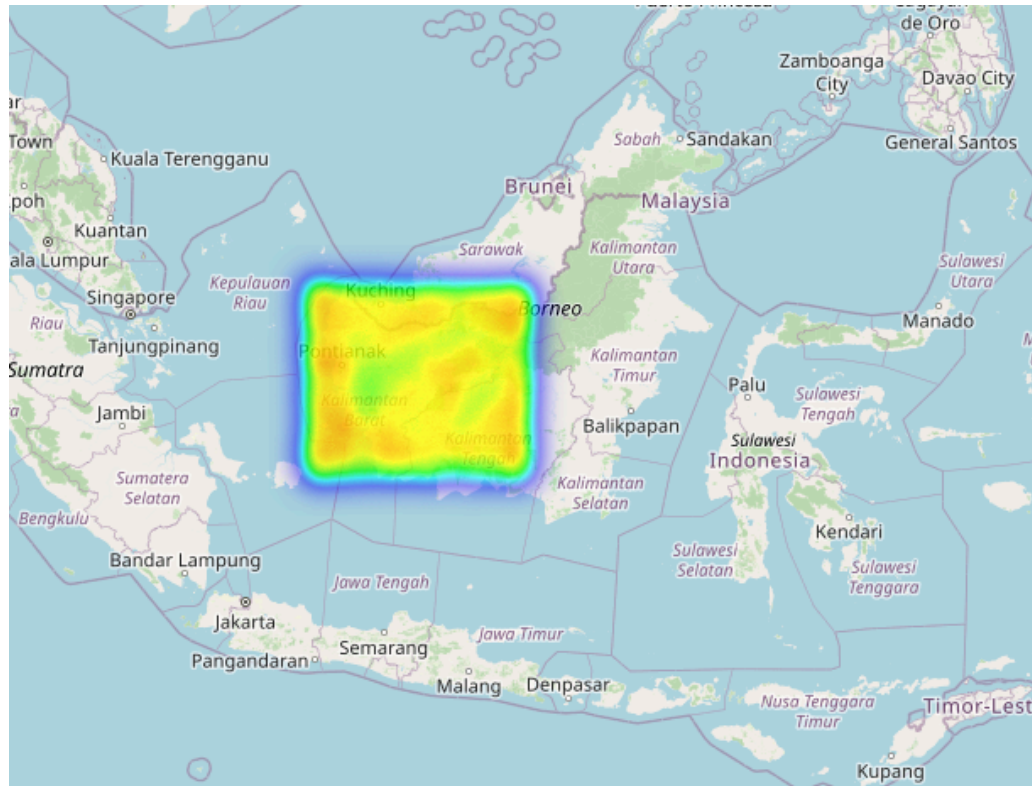 de Oro
Zamboanga
City
Davao City
General Santos
Sabah
Sandakan
Kuala Terengganu
Town
Brunei
Malaysia
Kuantan
Sarawak
Kalimantan
Utara
ala Lumpur
Kepulauan
Riau
Sulawesi
Utara
Kuching
Singapore
Borneo
Riau
Manado
Tanjungpinang
Pontianak
Kalimantan
Timur
Sumatra
Palu
Sulawesi
Tengah
Kalimantan
Barat
Jambi
Balikpapan
Sulawesi
Indonesia
Kalimantan
Tengah
Sumatera
Selatan
Kalimantan
Selatan
Bengkulu
Kendari
Bandar Lampung
Sulawesi
Selatan
Sulawesi
Tenggara
Jawa Tengah
Jakarta
Semarang
Jawa Timur
Pangandaran
Malang
Denpasar
Nusa Tenggara
Timur
Timor-Lest
Kupang